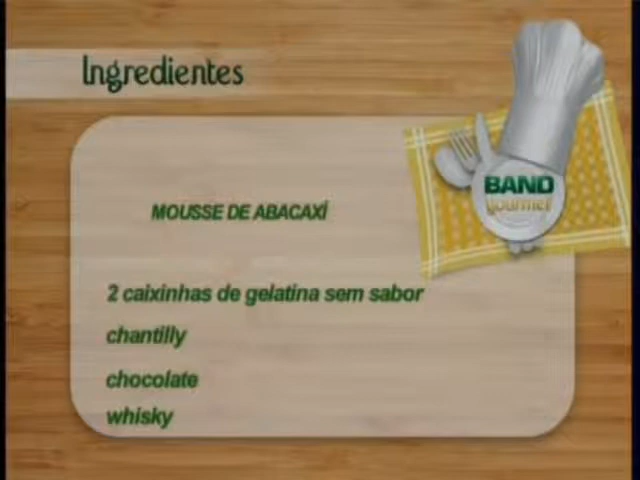 Ingredientes
BAND
gourmet
MOUSSE DE ABACAXÍ
2 caixinhas de gelatina sem sabor
chantilly
chocolate
whisky